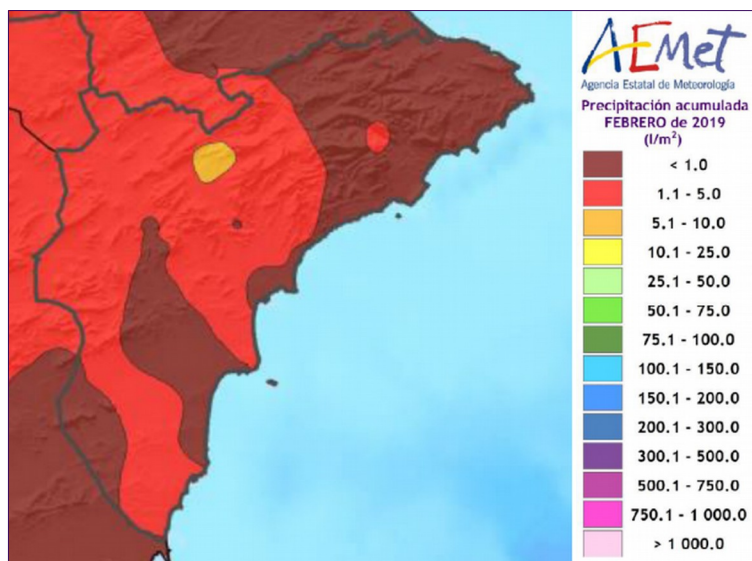 AEMet
Agencia Estatal de Meteorología
Precipitación acumulada
FEBRERO de 2019
(l/m²)
< 1.0
1.1 - 5.0
5.1 - 10.0
10.1 - 25.0
25.1 - 50.0
50.1 - 75.0
75.1 - 100.0
100.1 - 150.0
150.1 - 200.0
200.1 - 300.0
300.1 - 500.0
500.1 - 750.0
750.1 - 1 000.0
> 1 000.0